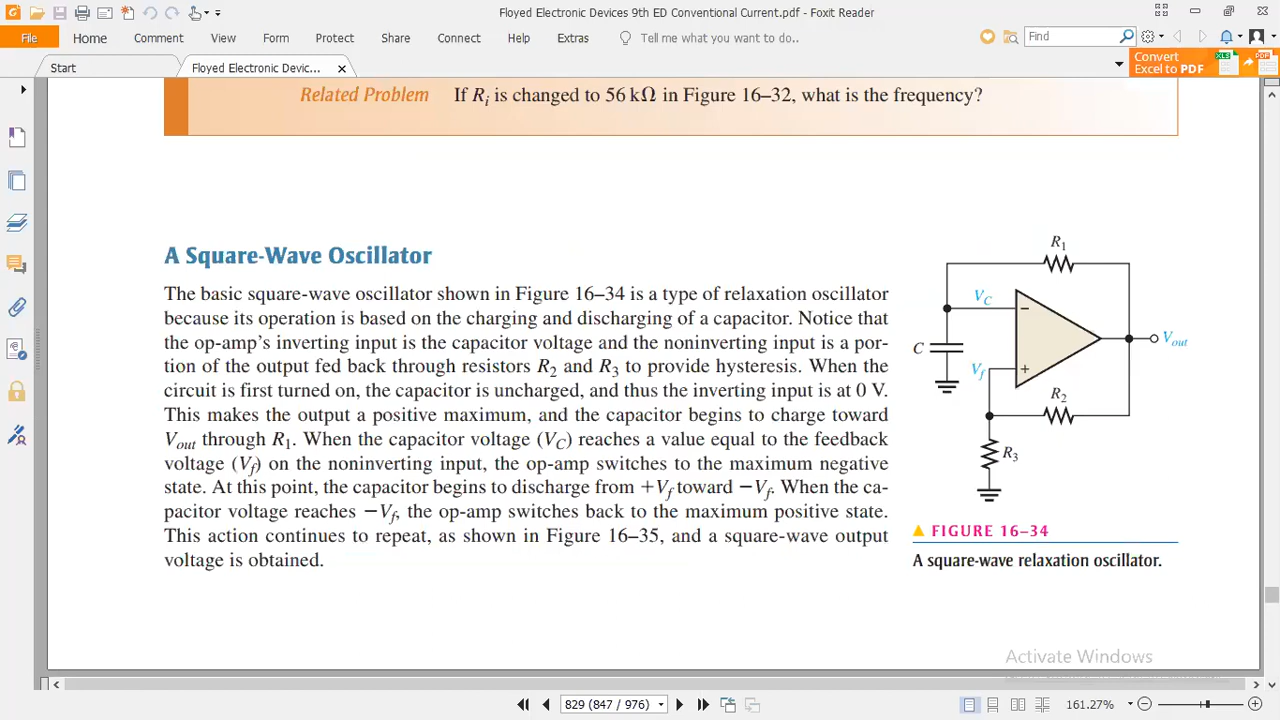 Floyed Electronic Devices 9th ED Conventional Current.pdf - Foxit Reader
File Home Comment View Form Protect Share Connect Help Extras Tell me what you want to do.. Find
Start Floyed Electronic Devic... Convert
Excel to PDF
Related Problem If Ri is changed to 56 kΩ in Figure 16–32, what is the frequency?
A Square-Wave Oscillator
The basic square-wave oscillator shown in Figure 16–34 is a type of relaxation oscillator
because its operation is based on the charging and discharging of a capacitor. Notice that
the op-amp's inverting input is the capacitor voltage and the noninverting input is a por-
tion of the output fed back through resistors R2 and R3 to provide hysteresis. When the
circuit is first turned on, the capacitor is uncharged, and thus the inverting input is at 0 V.
This makes the output a positive maximum, and the capacitor begins to charge toward
Vout through R1. When the capacitor voltage (VC) reaches a value equal to the feedback
voltage (Vf) on the noninverting input, the op-amp switches to the maximum negative
state. At this point, the capacitor begins to discharge from +Vf toward −Vf. When the ca-
pacitor voltage reaches −Vf, the op-amp switches back to the maximum positive state.
This action continues to repeat, as shown in Figure 16–35, and a square-wave output
voltage is obtained.
R1
VC
−
C
Vout
Vf
+
R2
R3
▲ FIGURE 16–34
A square-wave relaxation oscillator.
Activate Windows
829 (847 / 976) 161.27%